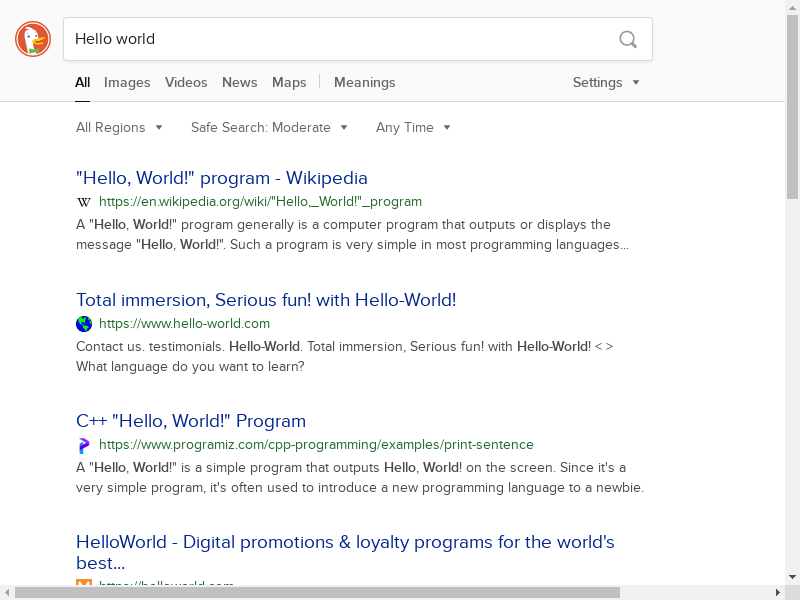 Hello world
All Images Videos News Maps Meanings Settings
All Regions Safe Search: Moderate Any Time
"Hello, World!" program - Wikipedia
W https://en.wikipedia.org/wiki/"Hello,_World!"_program
A "Hello, World!" program generally is a computer program that outputs or displays the
message "Hello, World!". Such a program is very simple in most programming languages...
Total immersion, Serious fun! with Hello-World!
https://www.hello-world.com
Contact us. testimonials. Hello-World. Total immersion, Serious fun! with Hello-World! < >
What language do you want to learn?
C++ "Hello, World!" Program
https://www.programiz.com/cpp-programming/examples/print-sentence
A "Hello, World!" is a simple program that outputs Hello, World! on the screen. Since it's a
very simple program, it's often used to introduce a new programming language to a newbie.
HelloWorld - Digital promotions & loyalty programs for the world's
best...
https://helloworld.com